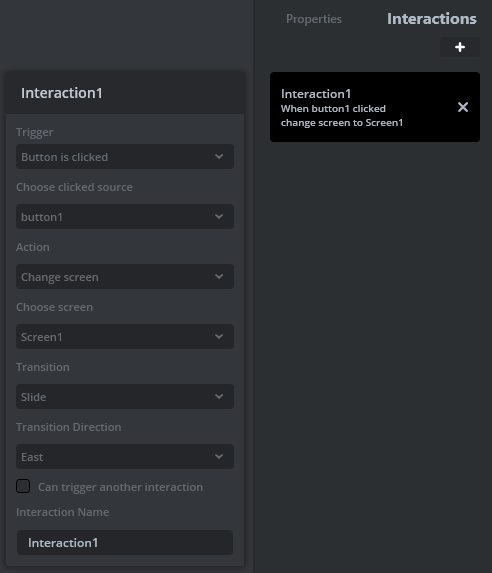 Properties
Interactions
+
Interaction1
When button1 clicked
change screen to Screen1
Interaction1
Trigger
Button is clicked
Choose clicked source
button1
Action
Change screen
Choose screen
Screen1
Transition
Slide
Transition Direction
East
Can trigger another interaction
Interaction Name
Interaction1